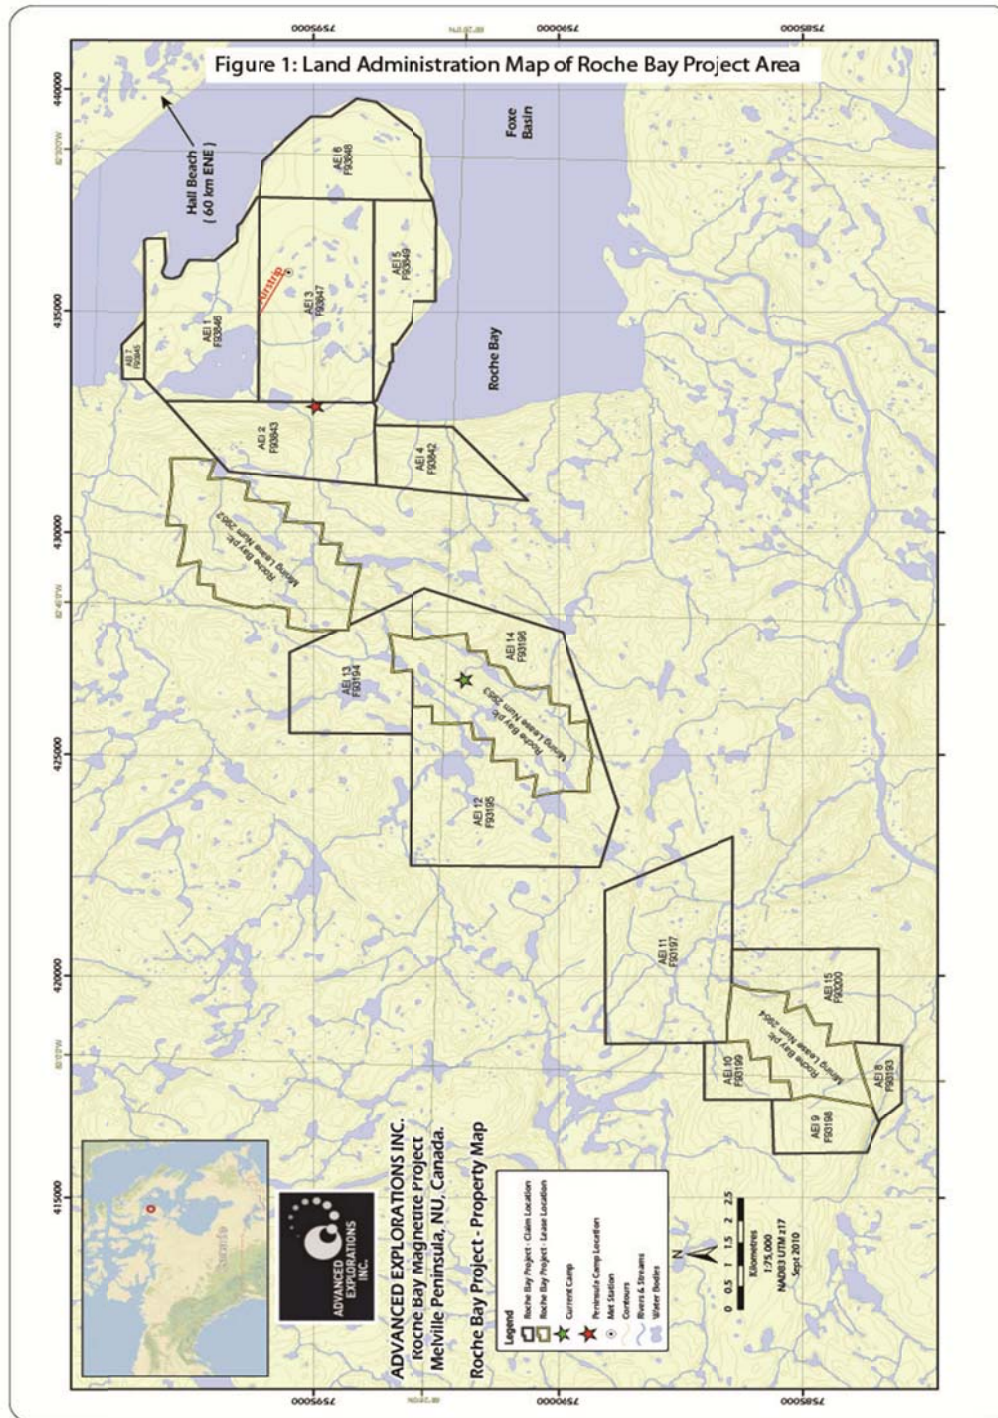 Figure 1: Land Administration Map of Roche Bay Project Area
7595000
7590000
7585000
440000
435000
430000
425000
420000
415000
Hall Beach
( 60 km ENE )
Foxe
Basin
Roche Bay
AEI 6
F93848
AEI 5
F93849
AEI 3
F93847
Airstrip
AEI 1
F93846
AEI 7
F93845
AEI 2
F93843
AEI 4
F93842
Roche Bay plc
Mining Lease Num 2952
AEI 13
F93194
AEI 14
F93196
Roche Bay plc
Mining Lease Num 2953
AEI 12
F93195
AEI 11
F93197
AEI 15
F93200
Roche Bay plc
Mining Lease Num 2954
AEI 10
F93199
AEI 8
F93193
AEI 9
F93198
ADVANCED
EXPLORATIONS
INC.
ADVANCED EXPLORATIONS INC.
Roche Bay Magnetite Project
Melville Peninsula, NU, Canada.
Roche Bay Project - Property Map
Legend
Roche Bay Project - Claim Location
Roche Bay Project - Lease Location
Current Camp
Peninsula Camp Location
Met Station
Contours
Rivers & Streams
Water Bodies
N
0 0.5 1 1.5 2 2.5
Kilometres
1:75,000
NAD83 UTM z17
Sept 2010
7595000
7590000
7585000